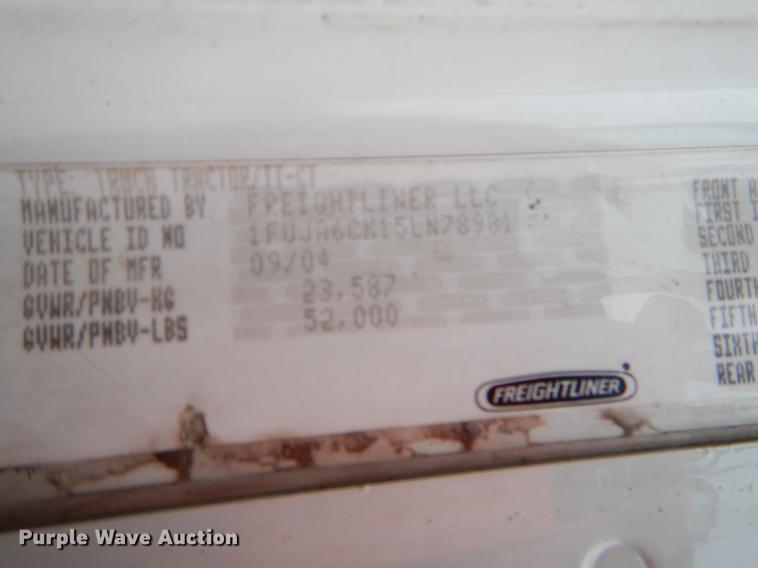 TYPE: TRUCK TRACTOR/TT-CT
MANUFACTURED BY FREIGHTLINER LLC
VEHICLE ID NO 1FUJA6CK15LN78981
DATE OF MFR 09/04
GVWR/PNBV-KG 23,587
GVWR/PNBV-LBS 52,000
FRONT
FIRST
SECOND
THIRD
FOURTH
FIFTH
SIXTH
REAR
FREIGHTLINER
Purple Wave Auction